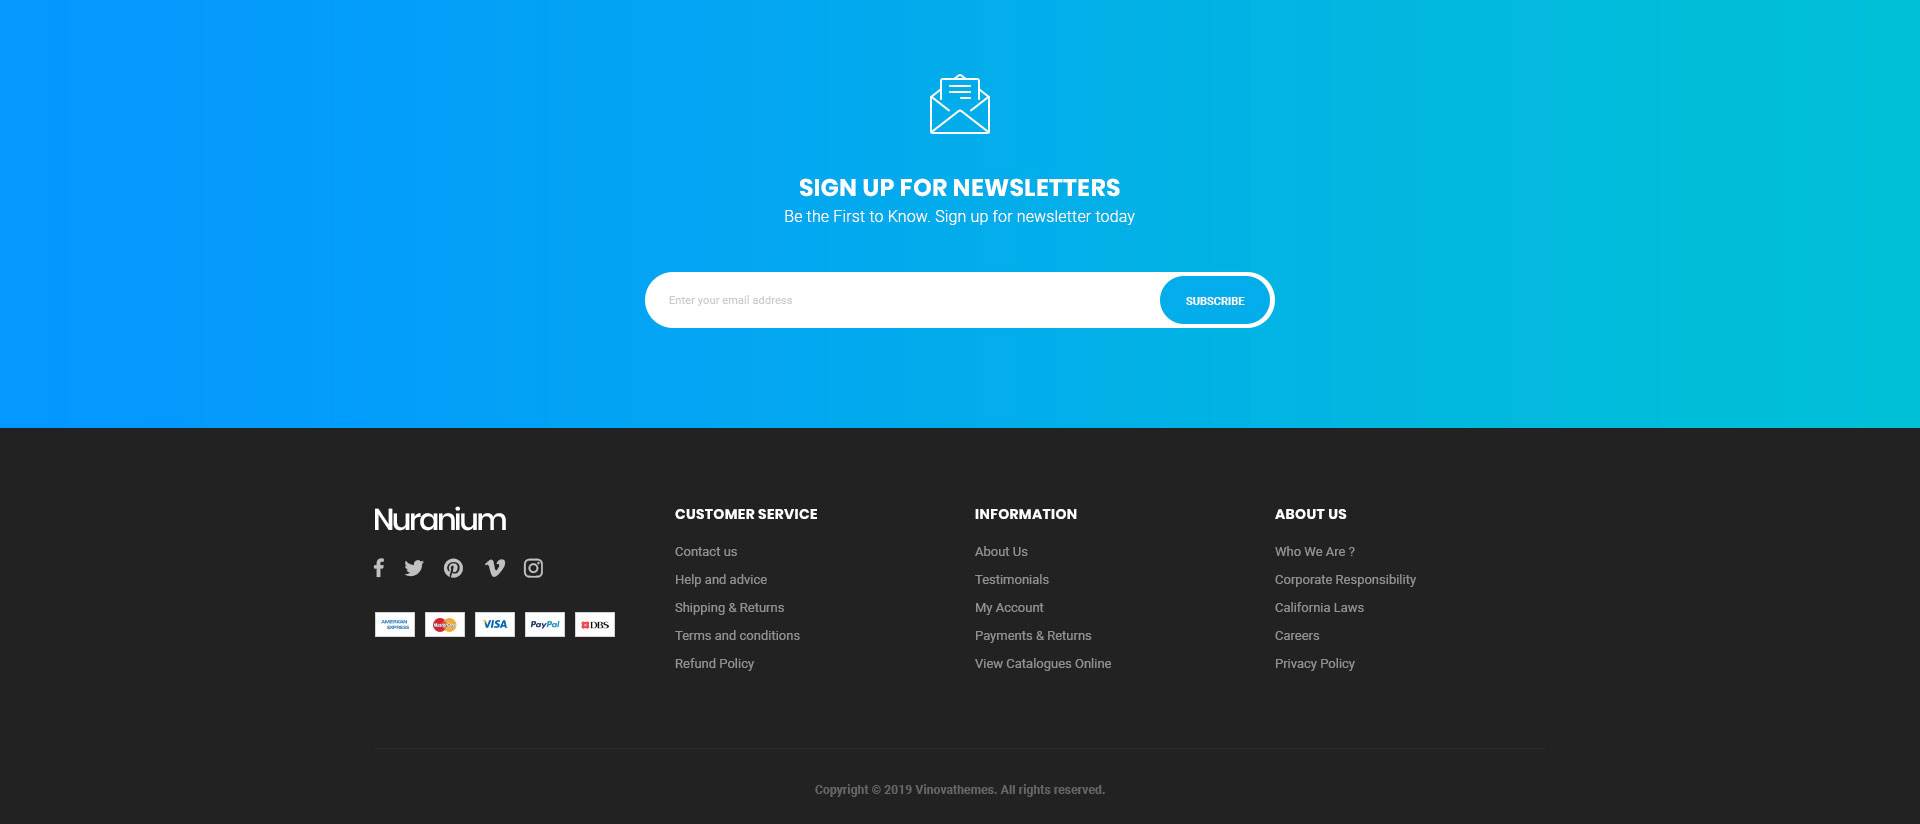 SIGN UP FOR NEWSLETTERS
Be the First to Know. Sign up for newsletter today
Enter your email address
SUBSCRIBE
Nuranium
AMERICAN
EXPRESS
MasterCard
VISA
PayPal
DBS
CUSTOMER SERVICE
Contact us
Help and advice
Shipping & Returns
Terms and conditions
Refund Policy
INFORMATION
About Us
Testimonials
My Account
Payments & Returns
View Catalogues Online
ABOUT US
Who We Are ?
Corporate Responsibility
California Laws
Careers
Privacy Policy
Copyright © 2019 Vinovathemes. All rights reserved.